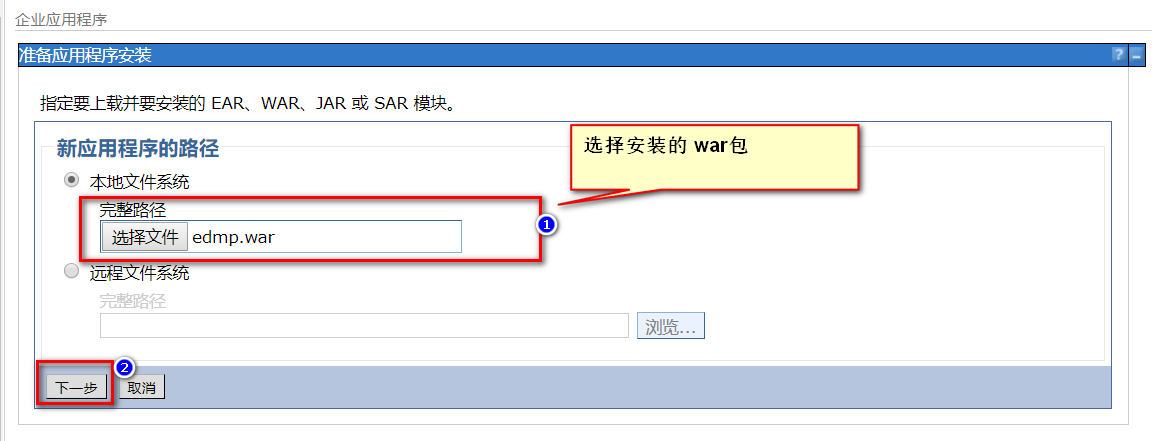 企业应用程序
准备应用程序安装
?
指定要上载并要安装的 EAR、WAR、JAR 或 SAR 模块。
新应用程序的路径
选择安装的 war包
本地文件系统
完整路径
1
选择文件 edmp.war
远程文件系统
完整路径
浏览...
2
下一步 取消